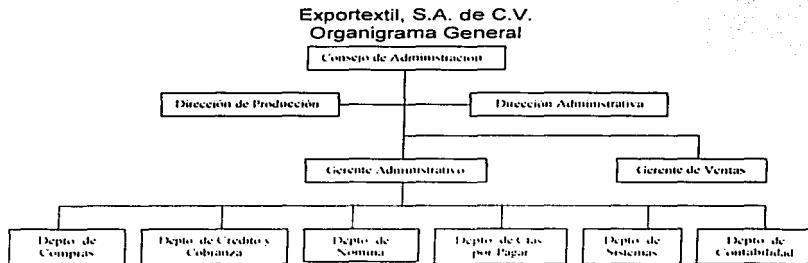 Exportextil, S.A. de C.V.
Organigrama General
Consejo de Administracion
Dirección de Producción
Dirección Administrativa
Gerente Administrativo
Gerente de Ventas
Depto. de
Compras
Depto. de Credito y
Cobranza
Depto. de
Nomina
Depto. de Ctas
por Pagar
Depto. de
Sistemas
Depto. de
Contabilidad